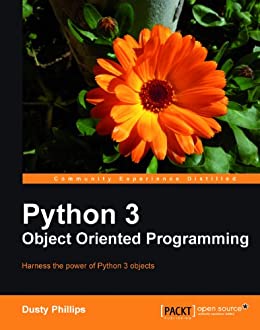 Community Experience Distilled
Python 3
Object Oriented Programming
Harness the power of Python 3 objects
Dusty Phillips
PACKT
PUBLISHING
open source